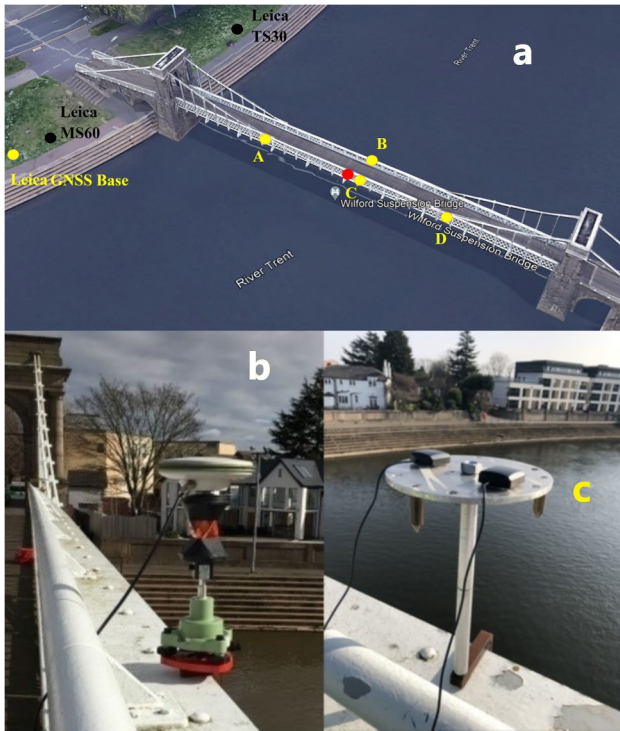 Leica
TS30
a
River Trent
Leica
MS60
B
A
Leica GNSS Base
C
Wilford Suspension Bridge
D
Wilford Suspension Bridge
River Trent
b
c